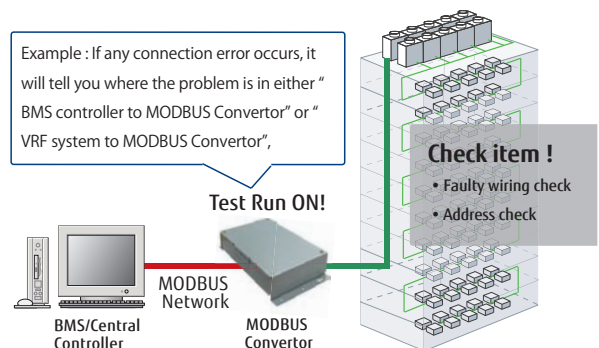 Example : If any connection error occurs, it
will tell you where the problem is in either “
BMS controller to MODBUS Convertor” or “
VRF system to MODBUS Convertor”,
Test Run ON!
Check item !
• Faulty wiring check
• Address check
MODBUS
Network
BMS/Central
Controller
MODBUS
Convertor